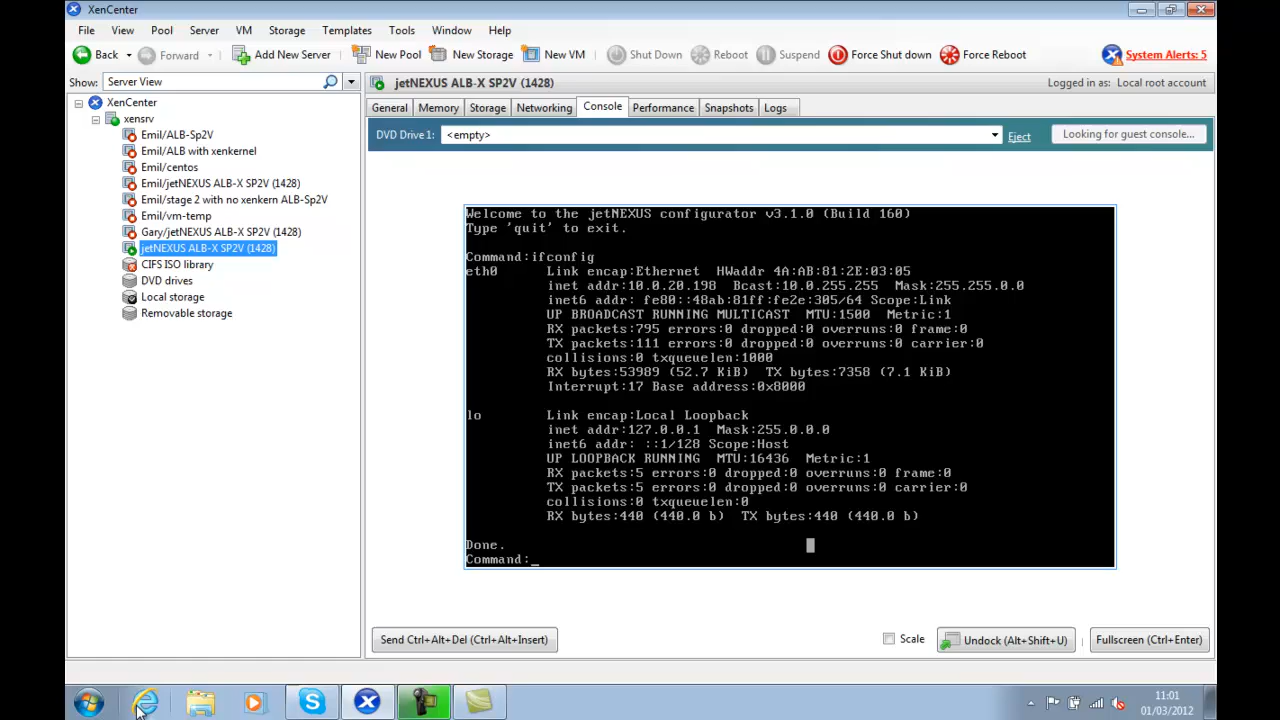 XenCenter
File View Pool Server VM Storage Templates Tools Window Help
Back Forward Add New Server New Pool New Storage New VM Shut Down Reboot Suspend Force Shut down Force Reboot System Alerts: 5
Show: Server View
jetNEXUS ALB-X SP2V (1428) Logged in as: Local root account
XenCenter
xensrv
Emil/ALB-Sp2V
Emil/ALB with xenkernel
Emil/centos
Emil/jetNEXUS ALB-X SP2V (1428)
Emil/stage 2 with no xenkern ALB-Sp2V
Emil/vm-temp
Gary/jetNEXUS ALB-X SP2V (1428)
jetNEXUS ALB-X SP2V (1428)
CIFS ISO library
DVD drives
Local storage
Removable storage
General Memory Storage Networking Console Performance Snapshots Logs
DVD Drive 1: <empty> Eject Looking for guest console...
Welcome to the jetNEXUS configurator v3.1.0 (Build 160)
Type 'quit' to exit.
Command:ifconfig
eth0 Link encap:Ethernet HWaddr 4A:AB:81:2E:03:05
inet addr:10.0.20.198 Bcast:10.0.255.255 Mask:255.255.0.0
inet6 addr: fe80::48ab:81ff:fe2e:305/64 Scope:Link
UP BROADCAST RUNNING MULTICAST MTU:1500 Metric:1
RX packets:795 errors:0 dropped:0 overruns:0 frame:0
TX packets:111 errors:0 dropped:0 overruns:0 carrier:0
collisions:0 txqueuelen:1000
RX bytes:53989 (52.7 KiB) TX bytes:7358 (7.1 KiB)
Interrupt:17 Base address:0x8000
lo Link encap:Local Loopback
inet addr:127.0.0.1 Mask:255.0.0.0
inet6 addr: ::1/128 Scope:Host
UP LOOPBACK RUNNING MTU:16436 Metric:1
RX packets:5 errors:0 dropped:0 overruns:0 frame:0
TX packets:5 errors:0 dropped:0 overruns:0 carrier:0
collisions:0 txqueuelen:0
RX bytes:440 (440.0 b) TX bytes:440 (440.0 b)
Done.
Command:_
Send Ctrl+Alt+Del (Ctrl+Alt+Insert) Scale Undock (Alt+Shift+U) Fullscreen (Ctrl+Enter)
11:01
01/03/2012